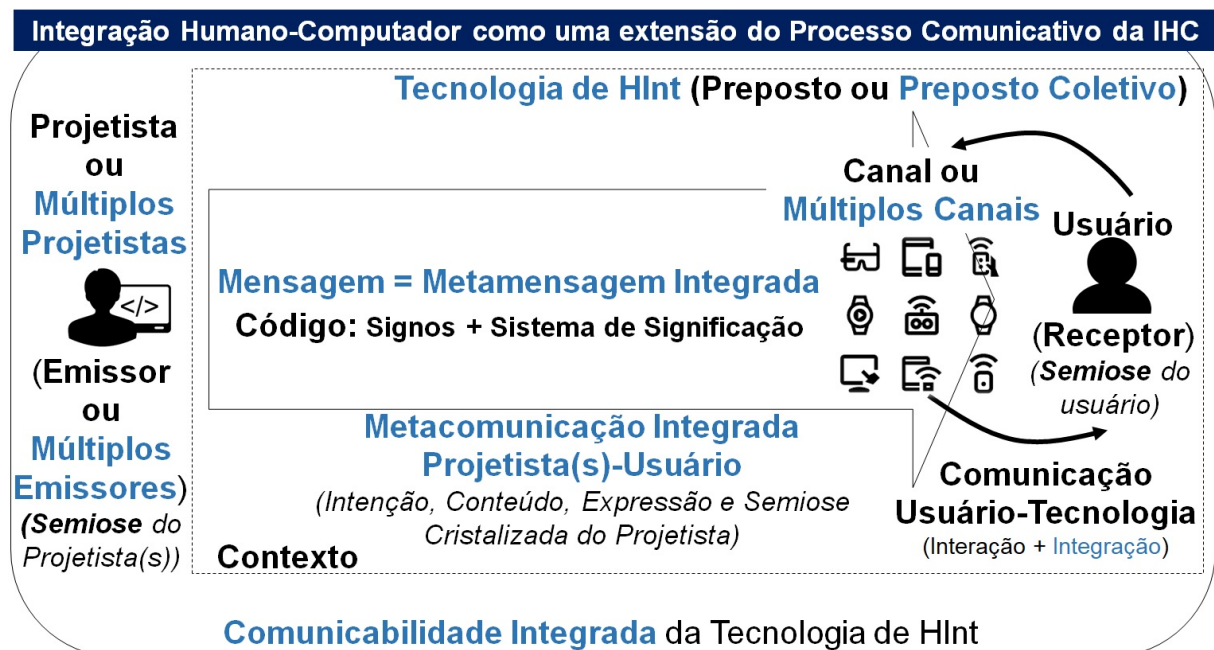 Integração Humano-Computador como uma extensão do Processo Comunicativo da IHC
Tecnologia de HInt (Preposto ou Preposto Coletivo)
Projetista
ou
Múltiplos
Projetistas
</>
(Emissor
ou
Múltiplos
Emissores)
(Semiose do
Projetista(s))
Mensagem = Metamensagem Integrada
Código: Signos + Sistema de Significação
Canal ou
Múltiplos Canais
Usuário
(Receptor)
(Semiose do
usuário)
Metacomunicação Integrada
Projetista(s)-Usuário
(Intenção, Conteúdo, Expressão e Semiose
Cristalizada do Projetista)
Comunicação
Usuário-Tecnologia
(Interação + Integração)
Contexto
Comunicabilidade Integrada da Tecnologia de HInt